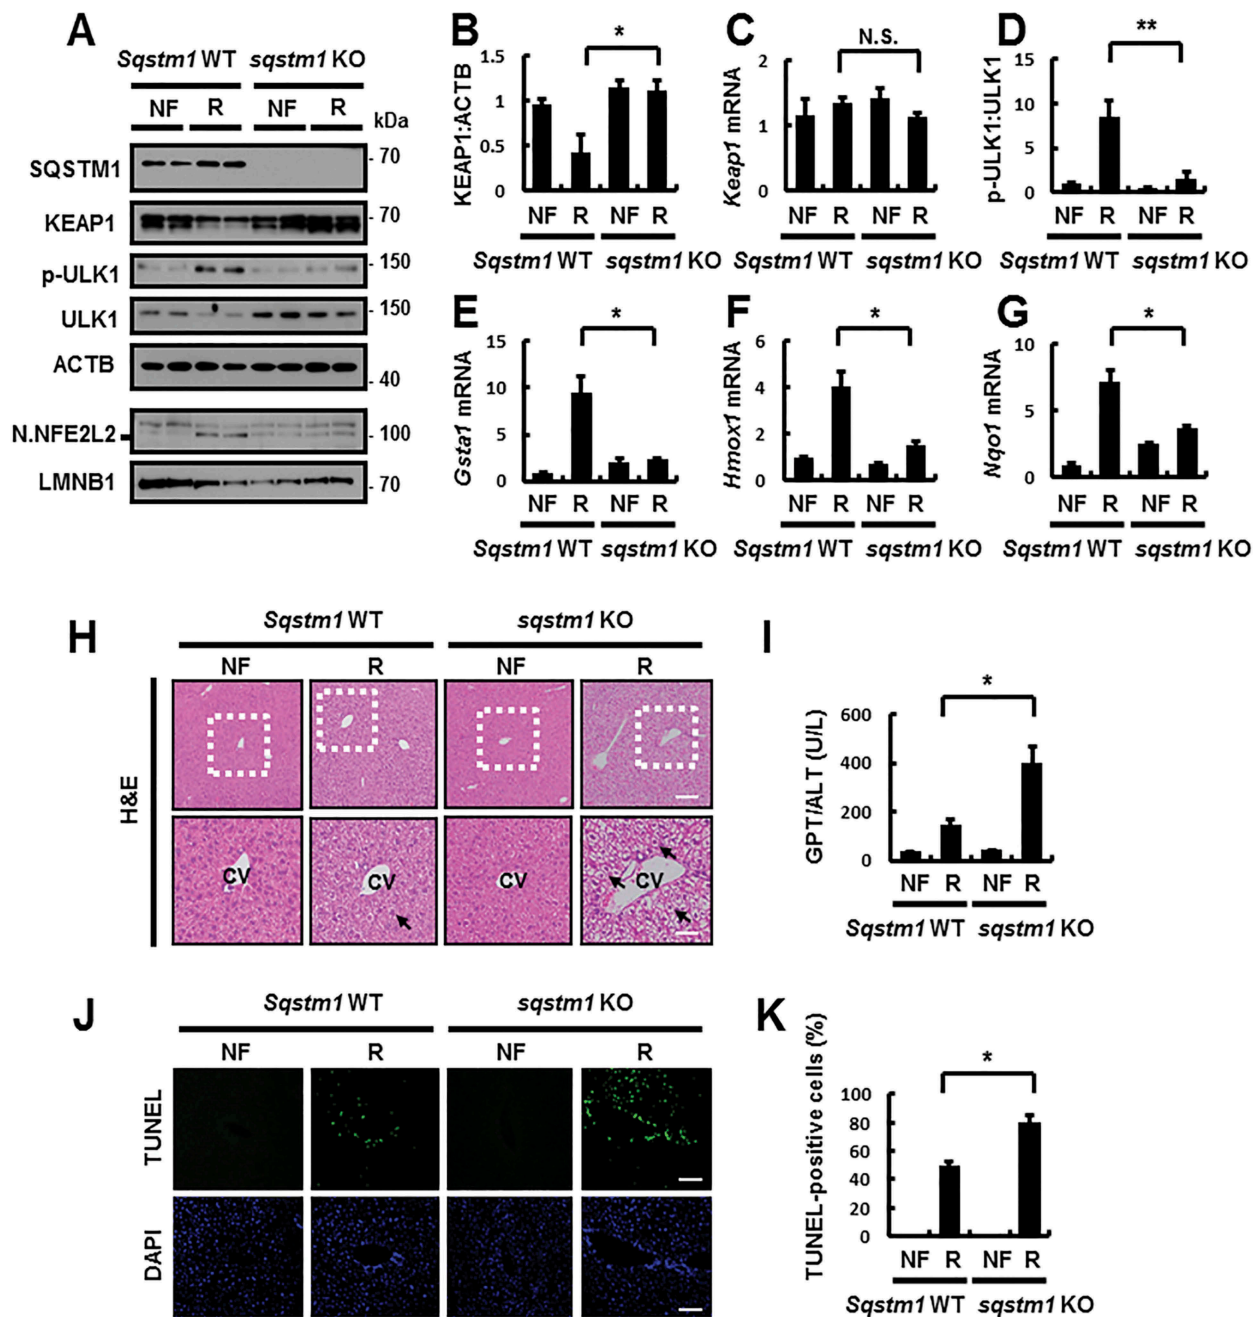 A
Sqstm1 WT sqstm1 KO
NF R NF R
kDa
SQSTM1 - 70
KEAP1 - 70
p-ULK1 - 150
ULK1 - 150
ACTB
- 40
N.NFE2L2 - 100
LMNB1 - 70
B
KEAP1:ACTB
1.5
1
0.5
0
*
NF R NF R
Sqstm1 WT sqstm1 KO
C
Keap1 mRNA
2
1
0
N.S.
NF R NF R
Sqstm1 WT sqstm1 KO
D
p-ULK1:ULK1
15
10
5
0
**
NF R NF R
Sqstm1 WT sqstm1 KO
E
Gsta1 mRNA
15
10
5
0
*
NF R NF R
Sqstm1 WT sqstm1 KO
F
Hmox1 mRNA
6
4
2
0
*
NF R NF R
Sqstm1 WT sqstm1 KO
G
Nqo1 mRNA
10
5
0
*
NF R NF R
Sqstm1 WT sqstm1 KO
H
Sqstm1 WT sqstm1 KO
NF R NF R
H&E
CV CV CV CV
I
GPT/ALT (U/L)
600
400
200
0
*
NF R NF R
Sqstm1 WT sqstm1 KO
J
Sqstm1 WT sqstm1 KO
NF R NF R
TUNEL
DAPI
K
TUNEL-positive cells (%)
100
80
60
40
20
0
*
NF R NF R
Sqstm1 WT sqstm1 KO